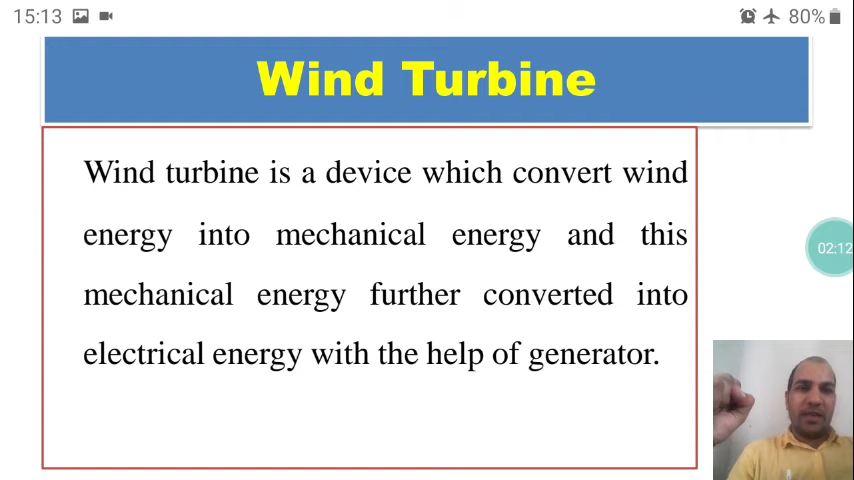 15:13 80%
Wind Turbine
Wind turbine is a device which convert wind
energy into mechanical energy and this
mechanical energy further converted into
electrical energy with the help of generator.
02:12